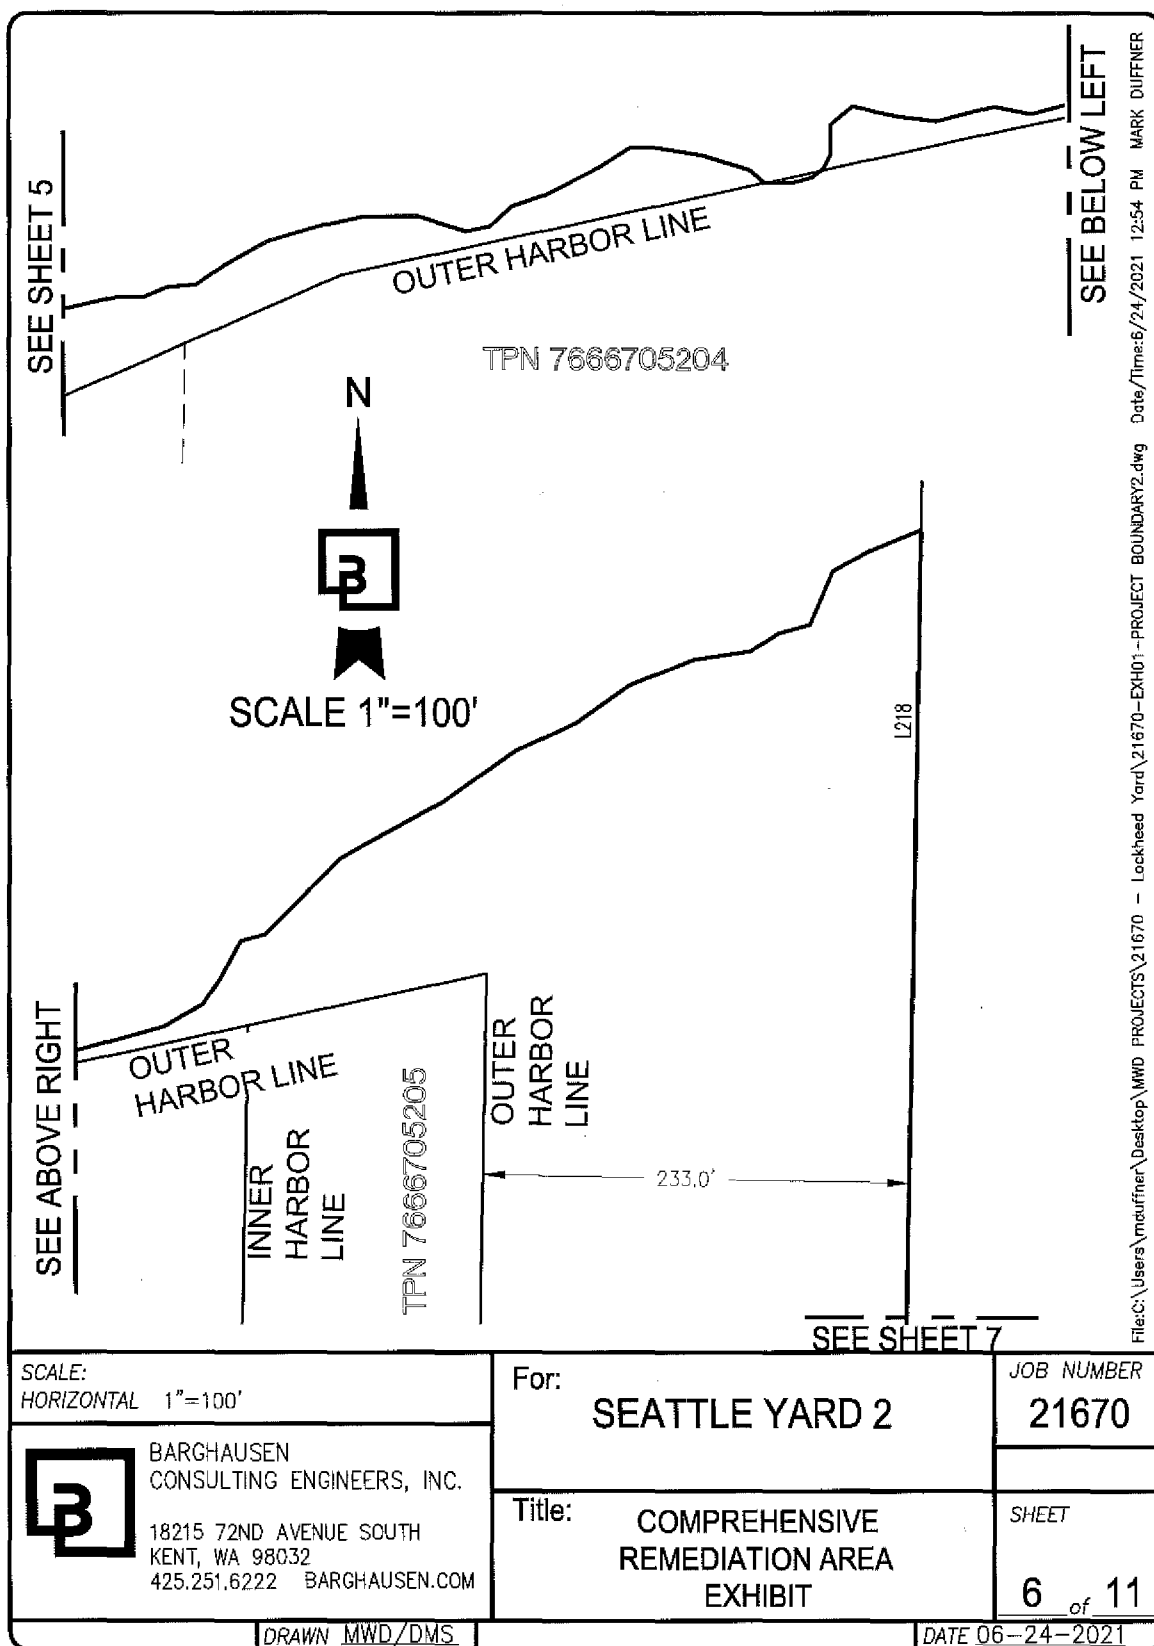 SEE SHEET 5
SEE BELOW LEFT
OUTER HARBOR LINE
TPN 7666705204
N
B
SCALE 1"=100'
L218
SEE ABOVE RIGHT
OUTER
HARBOR LINE
INNER
HARBOR
LINE
TPN 7666705205
OUTER
HARBOR
LINE
233.0'
SEE SHEET 7
File:C:\Users\mduffner\Desktop\MWD PROJECTS\21670 - Lockheed Yard\21670-EXH01-PROJECT BOUNDARY2.dwg Date/Time:6/24/2021 12:54 PM MARK DUFFNER
SCALE:
HORIZONTAL 1"=100'
B
BARGHAUSEN
CONSULTING ENGINEERS, INC.
18215 72ND AVENUE SOUTH
KENT, WA 98032
425.251.6222 BARGHAUSEN.COM
For:
SEATTLE YARD 2
JOB NUMBER
21670
Title:
COMPREHENSIVE
REMEDIATION AREA
EXHIBIT
SHEET
6 of 11
DRAWN MWD/DMS
DATE 06-24-2021